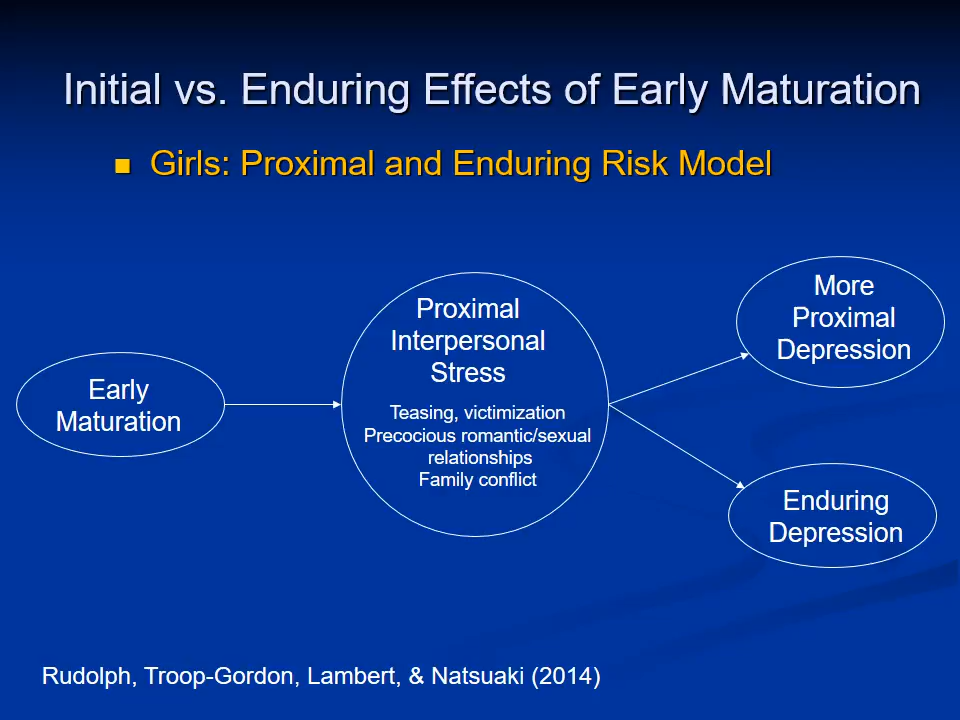 Initial vs. Enduring Effects of Early Maturation
Girls: Proximal and Enduring Risk Model
Early
Maturation
Proximal
Interpersonal
Stress
Teasing, victimization
Precocious romantic/sexual
relationships
Family conflict
More
Proximal
Depression
Enduring
Depression
Rudolph, Troop-Gordon, Lambert, & Natsuaki (2014)